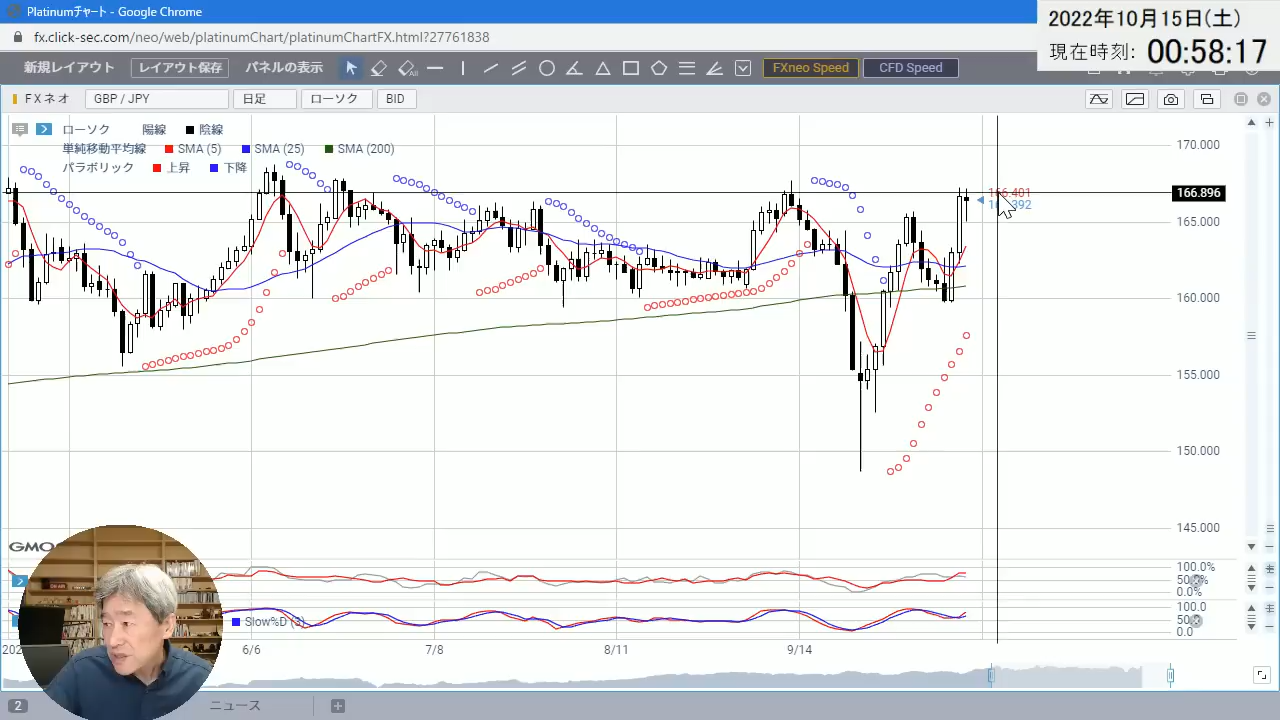 Platinumチャート - Google Chrome
2022年10月15日(土)
現在時刻: 00:58:17
fx.click-sec.com/neo/web/platinumChart/platinumChartFX.html?27761838
新規レイアウト レイアウト保存 パネルの表示 All FXneo Speed CFD Speed
FXネオ GBP / JPY 日足 ローソク BID
ローソク 陽線 陰線
単純移動平均線 SMA (5) SMA (25) SMA (200)
パラボリック 上昇 下降
170.000
166.896
165.000
160.000
155.000
150.000
145.000
GMO
100.0%
0.0%
100.0
0.0
Slow%D (3)
6/6 7/8 8/11 9/14
2 ニュース